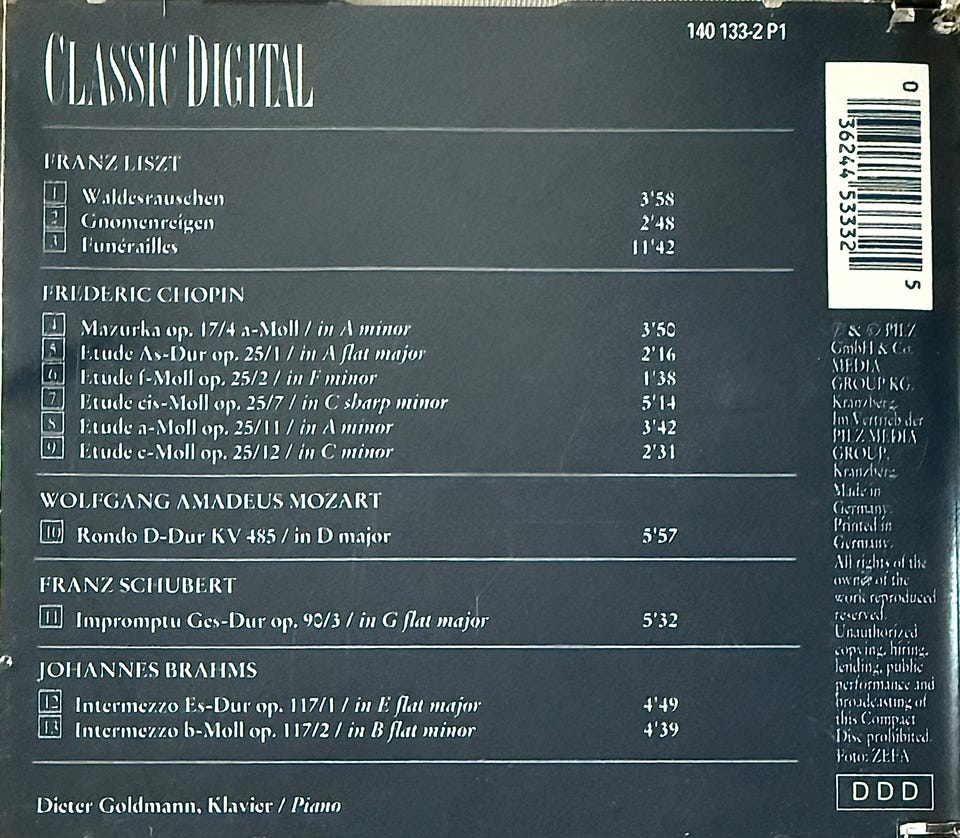 140 133-2 P1
CLASSIC DIGITAL
FRANZ LISZT
1 Waldesrauschen 3'58
2 Gnomenreigen 2'48
3 Funérailles 11'42
FREDERIC CHOPIN
4 Mazurka op. 17/4 a-Moll / in A minor 3'50
5 Etude As-Dur op. 25/1 / in A flat major 2'16
6 Etude f-Moll op. 25/2 / in F minor 1'38
7 Etude cis-Moll op. 25/7 / in C sharp minor 5'14
8 Etude a-Moll op. 25/11 / in A minor 3'42
9 Etude c-Moll op. 25/12 / in C minor 2'31
WOLFGANG AMADEUS MOZART
10 Rondo D-Dur KV 485 / in D major 5'57
FRANZ SCHUBERT
11 Impromptu Ges-Dur op. 90/3 / in G flat major 5'32
JOHANNES BRAHMS
12 Intermezzo Es-Dur op. 117/1 / in E flat major 4'49
13 Intermezzo b-Moll op. 117/2 / in B flat minor 4'39
Dieter Goldmann, Klavier / Piano
0 36244 53332 5
℗ & © PILZ
GmbH & Co.
MEDIA
GROUP KG.
Kranzberg.
Im Vertrieb der
PILZ MEDIA
GROUP,
Kranzberg.
Made in
Germany.
Printed in
Germany.
All rights of the
owner of the
work reproduced
reserved.
Unauthorized
copying, hiring,
lending, public
performance and
broadcasting of
this Compact
Disc prohibited.
Foto: ZEFA
DDD